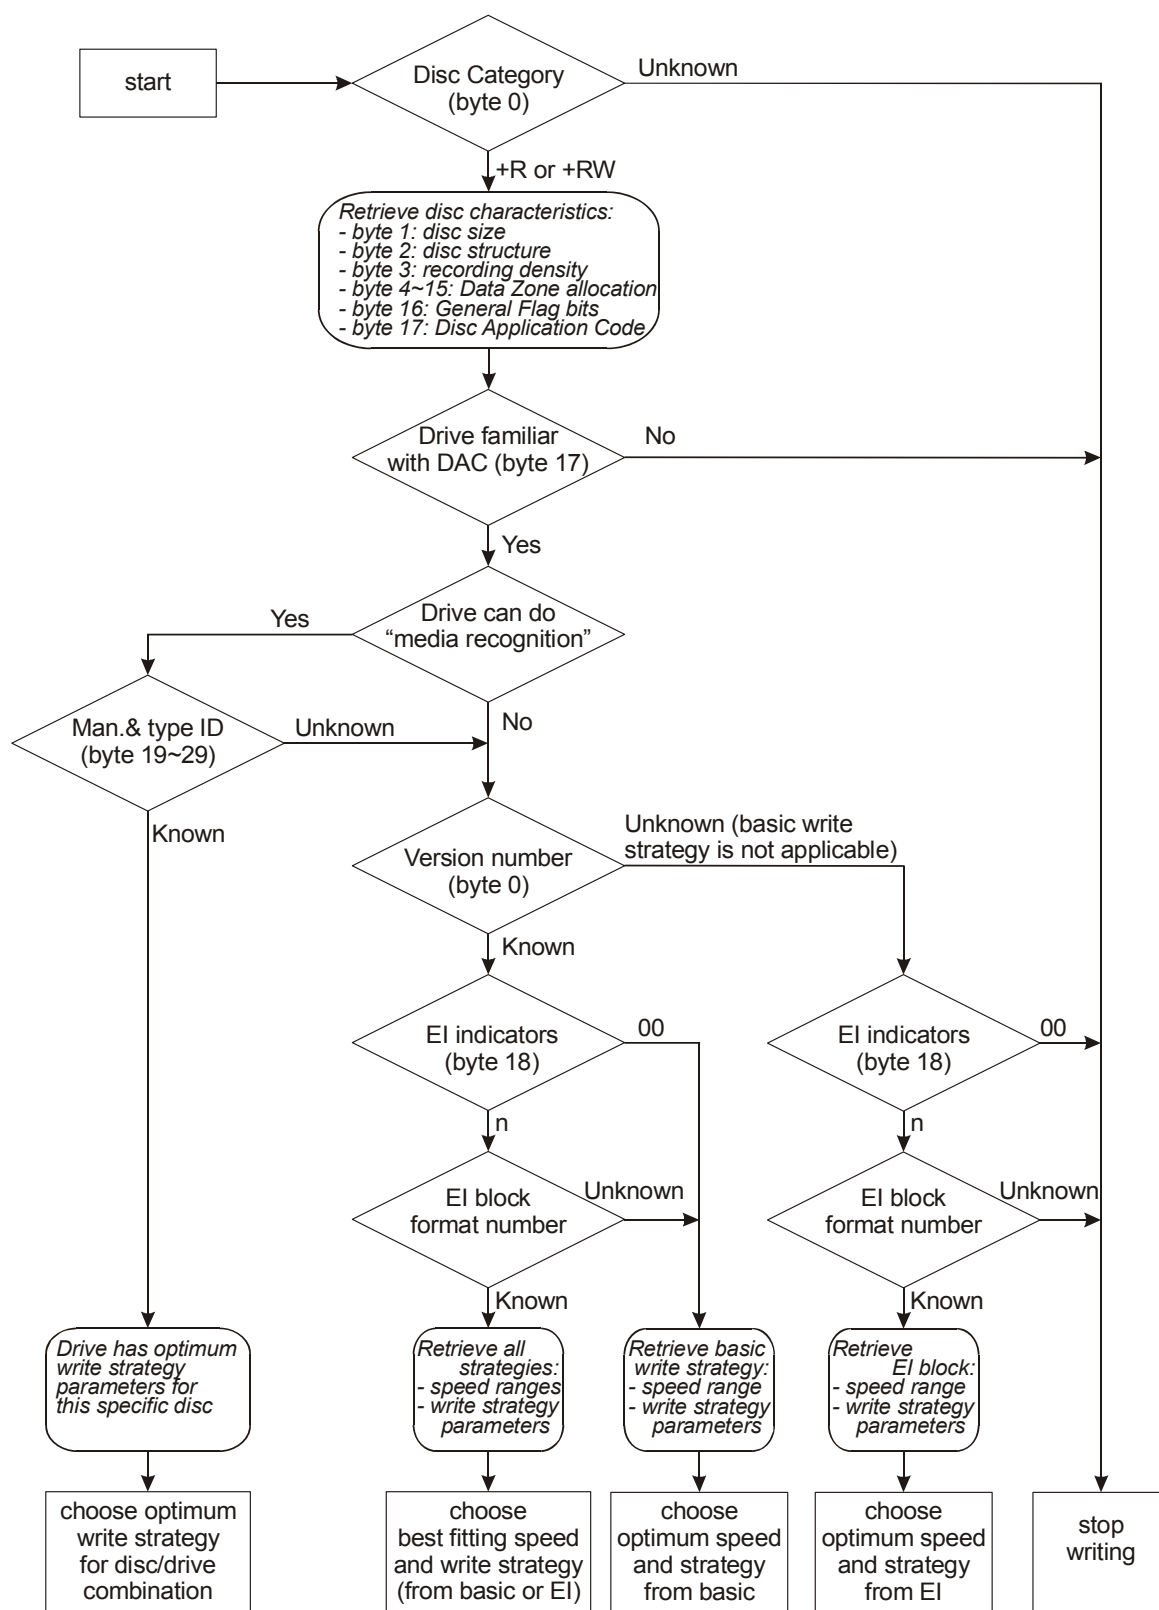 start
Disc Category
(byte 0)
Unknown
+R or +RW
Retrieve disc characteristics:
- byte 1: disc size
- byte 2: disc structure
- byte 3: recording density
- byte 4~15: Data Zone allocation
- byte 16: General Flag bits
- byte 17: Disc Application Code
Drive familiar
with DAC (byte 17)
No
Yes
Drive can do
“media recognition”
Yes
No
Man.& type ID
(byte 19~29)
Unknown
Known
Version number
(byte 0)
Unknown (basic write
strategy is not applicable)
Known
EI indicators
(byte 18)
00
n
EI indicators
(byte 18)
00
n
EI block
format number
Unknown
Known
EI block
format number
Unknown
Known
Drive has optimum
write strategy
parameters for
this specific disc
Retrieve all
strategies:
- speed ranges
- write strategy
parameters
Retrieve basic
write strategy:
- speed range
- write strategy
parameters
Retrieve
EI block:
- speed range
- write strategy
parameters
choose optimum
write strategy
for disc/drive
combination
choose
best fitting speed
and write strategy
(from basic or EI)
choose
optimum speed
and strategy
from basic
choose
optimum speed
and strategy
from EI
stop
writing